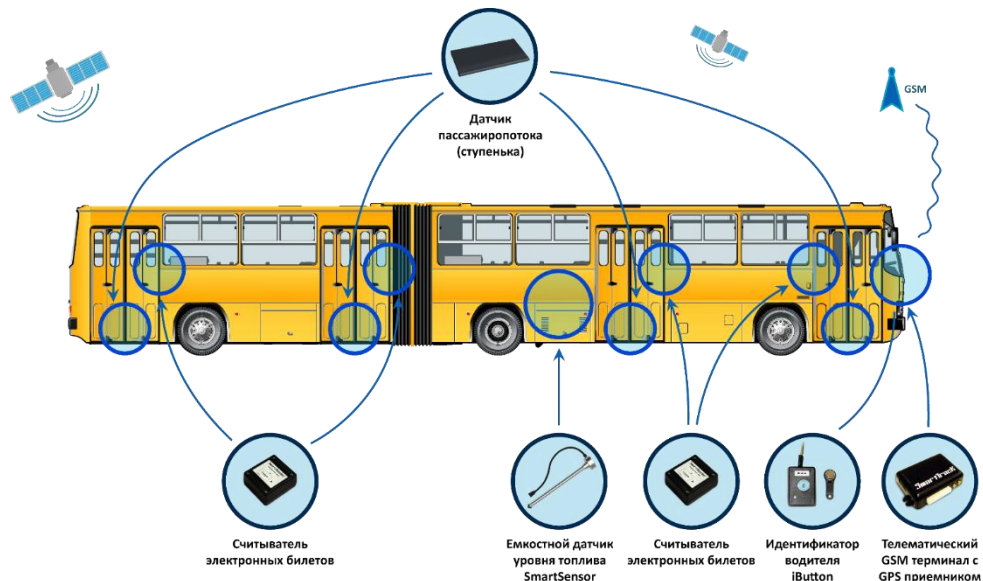 GSM
Датчик
пассажиропотока
(ступенька)
Считыватель
электронных билетов
Емкостной датчик
уровня топлива
SmartSensor
Считыватель
электронных билетов
Идентификатор
водителя
iButton
SmartTrack
Телематический
GSM терминал с
GPS приемником